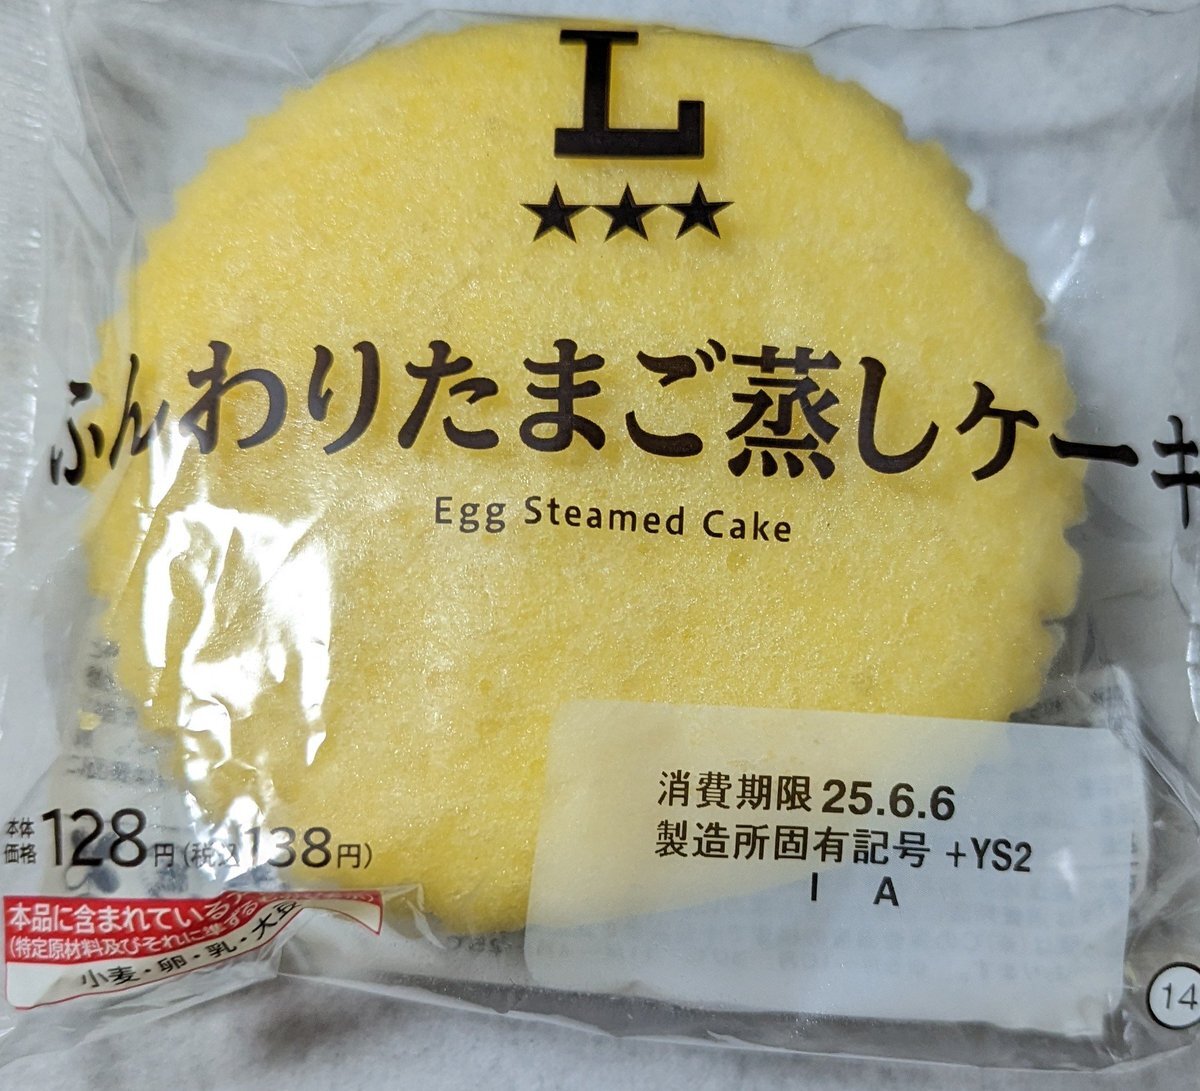 L
★★★
ふんわりたまご蒸しケーキ
Egg Steamed Cake
消費期限 25.6.6
製造所固有記号 +YS2
I A
本体価格128円(税込138円)
本品に含まれている
(特定原材料及びそれに準ずる
小麦・卵・乳・大豆
14